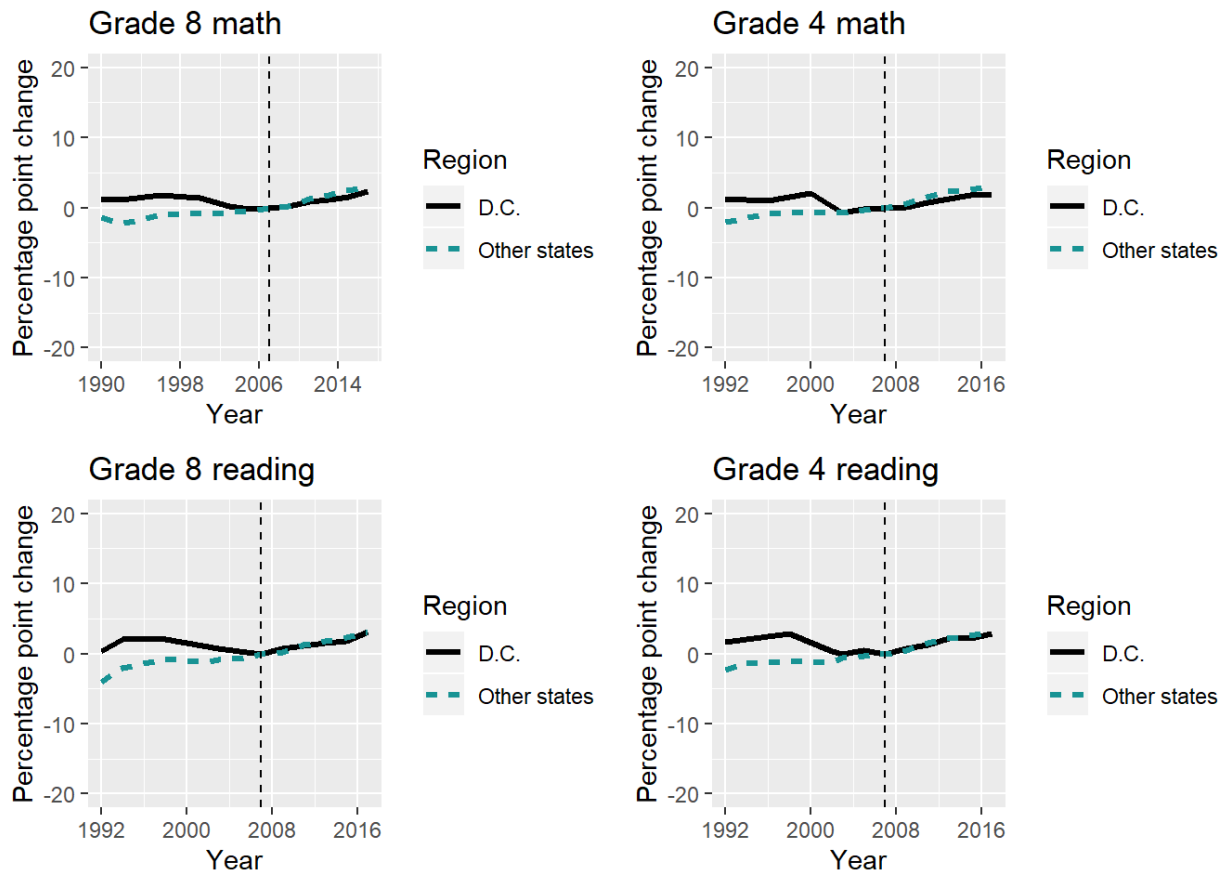 Grade 8 math
Percentage point change
20
10
0
-10
-20
1990 1998 2006 2014
Year
Region
D.C.
Other states
Grade 4 math
Percentage point change
20
10
0
-10
-20
1992 2000 2008 2016
Year
Region
D.C.
Other states
Grade 8 reading
Percentage point change
20
10
0
-10
-20
1992 2000 2008 2016
Year
Region
D.C.
Other states
Grade 4 reading
Percentage point change
20
10
0
-10
-20
1992 2000 2008 2016
Year
Region
D.C.
Other states